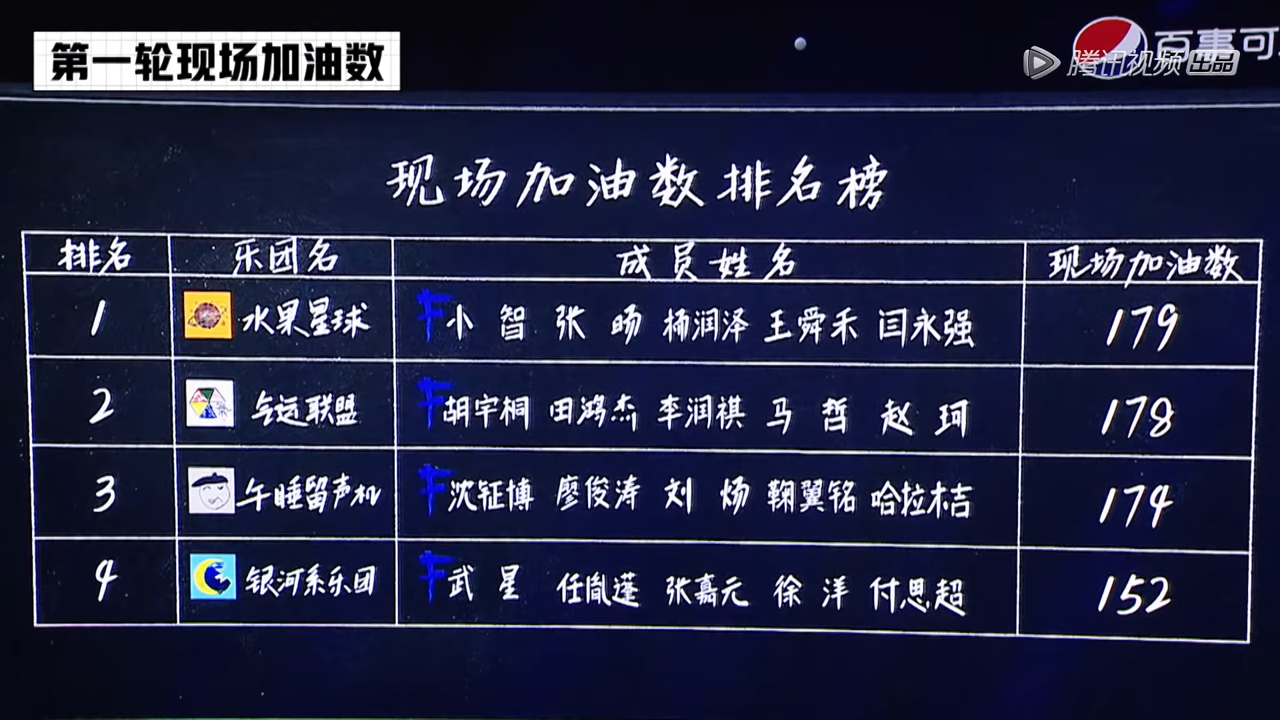 第一轮现场加油数
百事可
腾讯视频 出品
现场加油数排名榜
排名 乐团名 成员姓名 现场加油数
1 水果星球 小智 张旸 杨润泽 王舜禾 闫永强 179
2 气运联盟 胡宇桐 田鸿杰 李润祺 马哲 赵珂 178
3 午睡留声机 沈钲博 廖俊涛 刘炀 鞠翼铭 哈拉木吉 174
4 银河系乐团 武星 任胤蓬 张嘉元 徐洋 付思超 152